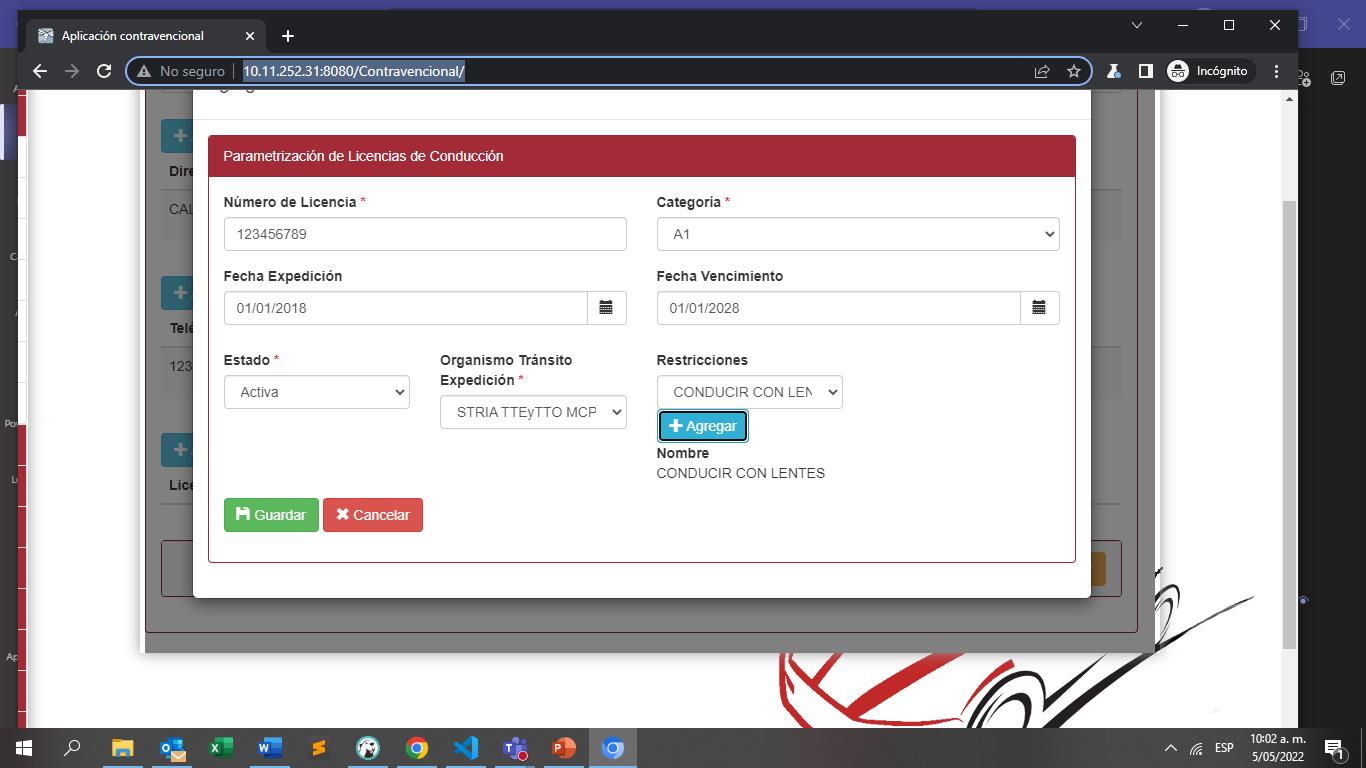 Aplicación contravencional
No seguro
10.11.252.31:8080/Contravencional/
Incógnito
Parametrización de Licencias de Conducción
Número de Licencia *
Categoría *
123456789
A1
Fecha Expedición
Fecha Vencimiento
01/01/2018
01/01/2028
Estado *
Organismo Tránsito
Expedición *
Restricciones
Activa
STRIA TTEyTTO MCP
CONDUCIR CON LEN
Agregar
Nombre
CONDUCIR CON LENTES
Guardar
Cancelar
Dire
CAL
Telé
123
Lice
ESP
10:02 a. m.
5/05/2022
1